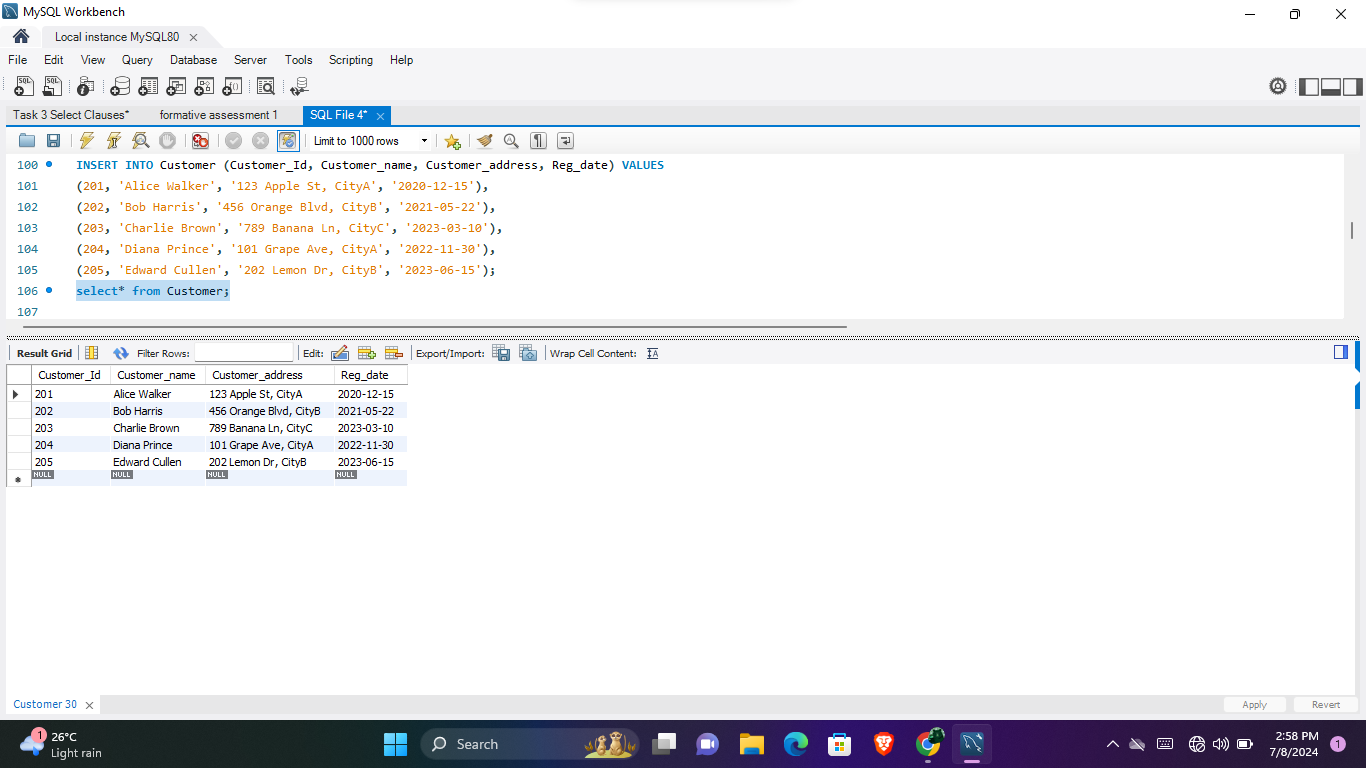 MySQL Workbench
Local instance MySQL80
File Edit View Query Database Server Tools Scripting Help
Task 3 Select Clauses* formative assessment 1 SQL File 4*
Limit to 1000 rows
100 INSERT INTO Customer (Customer_Id, Customer_name, Customer_address, Reg_date) VALUES
101 (201, 'Alice Walker', '123 Apple St, CityA', '2020-12-15'),
102 (202, 'Bob Harris', '456 Orange Blvd, CityB', '2021-05-22'),
103 (203, 'Charlie Brown', '789 Banana Ln, CityC', '2023-03-10'),
104 (204, 'Diana Prince', '101 Grape Ave, CityA', '2022-11-30'),
105 (205, 'Edward Cullen', '202 Lemon Dr, CityB', '2023-06-15');
106 select* from Customer;
107
Result Grid Filter Rows: Edit: Export/Import: Wrap Cell Content:
Customer_Id Customer_name Customer_address Reg_date
201 Alice Walker 123 Apple St, CityA 2020-12-15
202 Bob Harris 456 Orange Blvd, CityB 2021-05-22
203 Charlie Brown 789 Banana Ln, CityC 2023-03-10
204 Diana Prince 101 Grape Ave, CityA 2022-11-30
205 Edward Cullen 202 Lemon Dr, CityB 2023-06-15
NULL NULL NULL NULL
Customer 30 Apply Revert
1 26°C
Light rain
Search
2:58 PM
7/8/2024
1